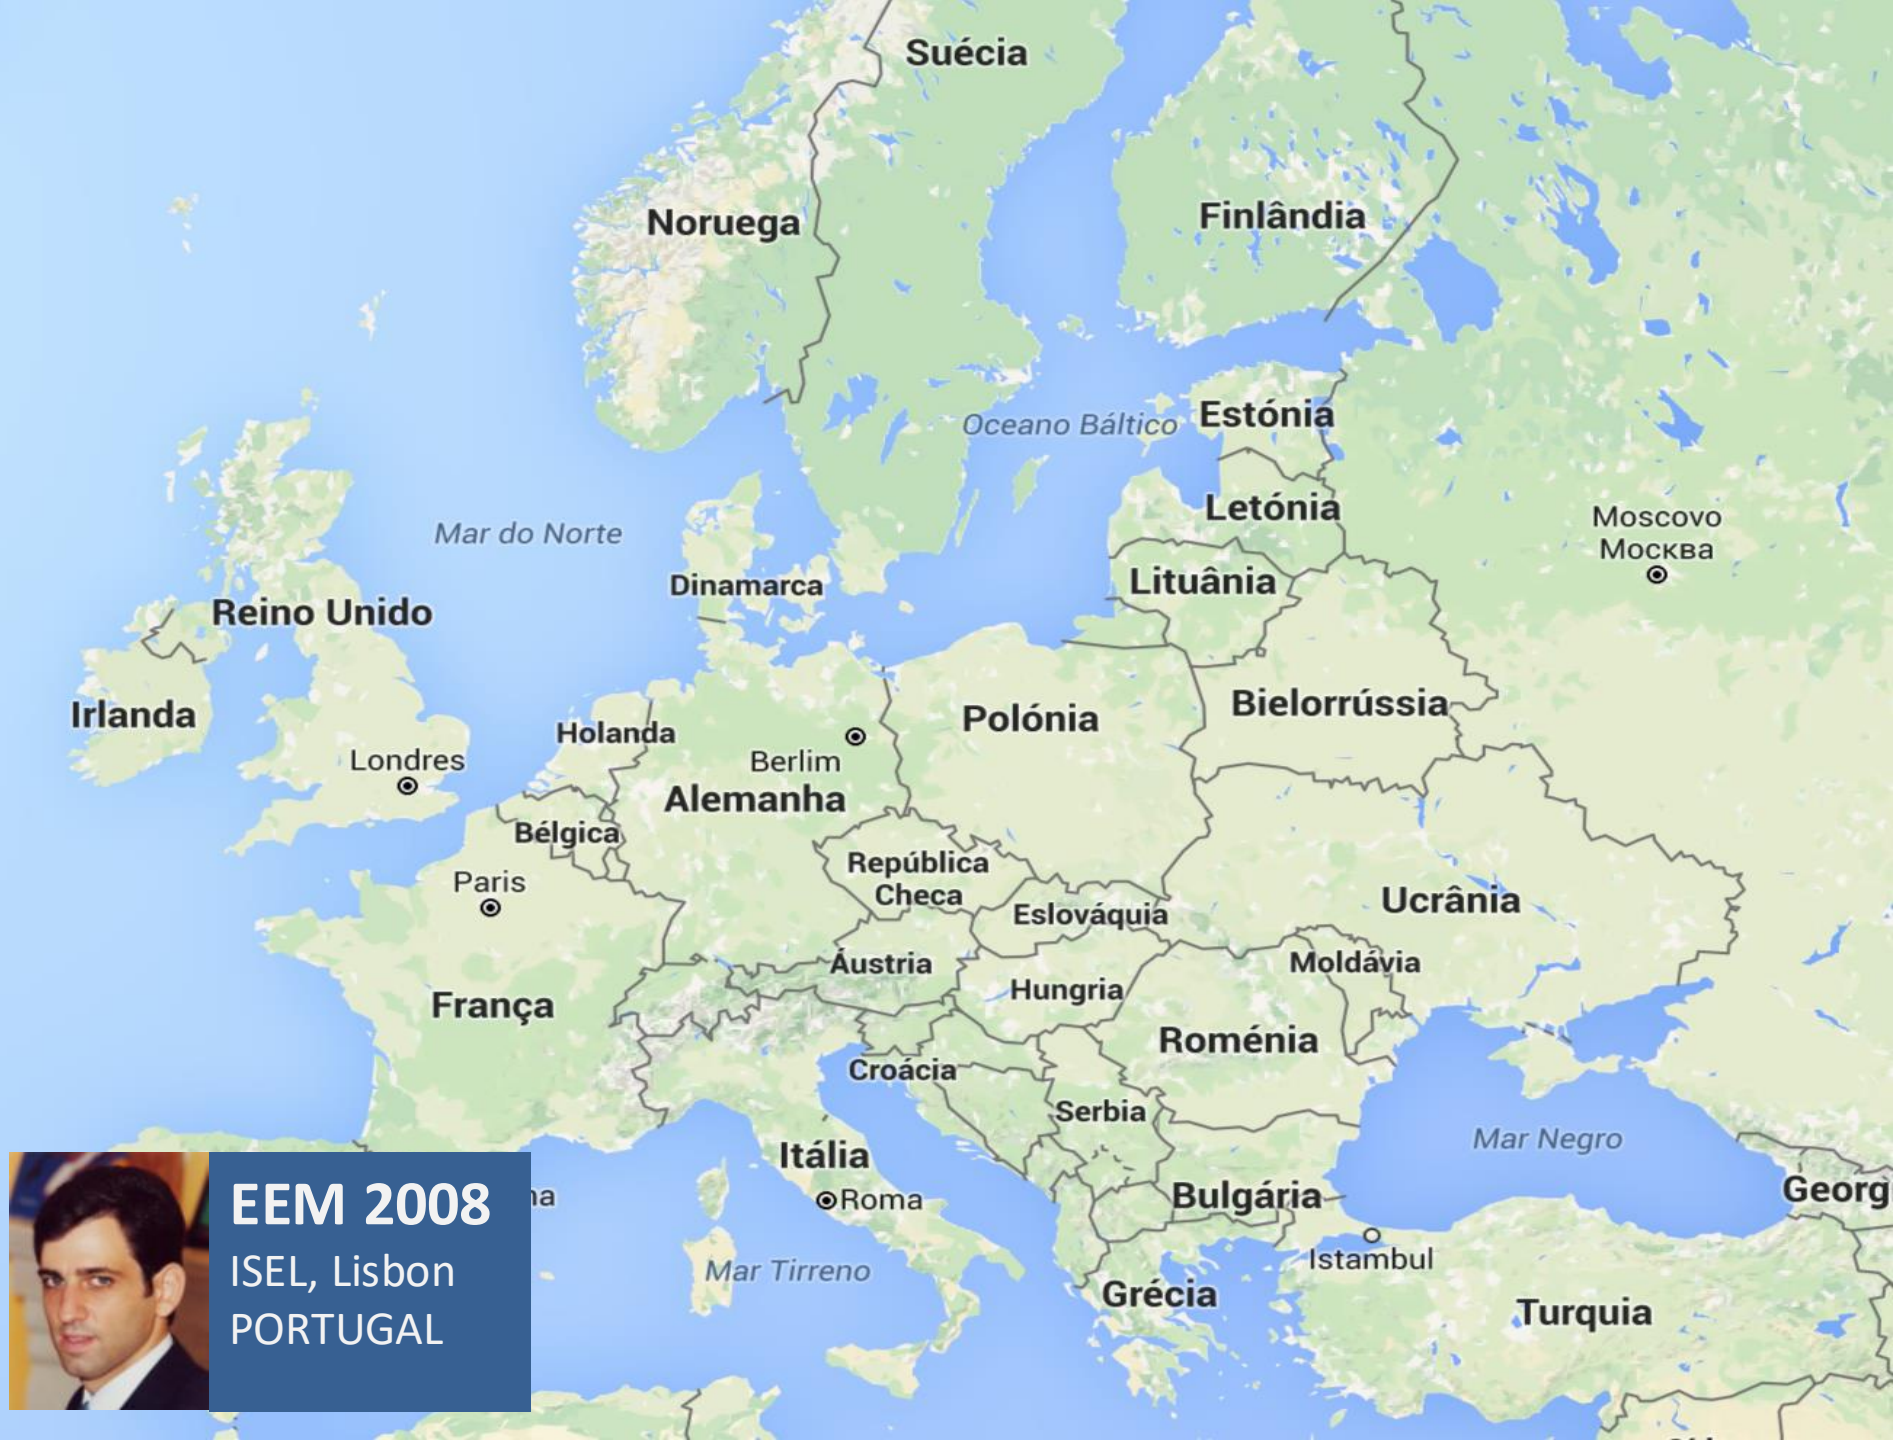 Suécia
Noruega
Finlândia
Oceano Báltico
Estónia
Letónia
Moscovo
Москва
Mar do Norte
Dinamarca
Lituânia
Reino Unido
Irlanda
Holanda
Polónia
Bielorrússia
Londres
Berlim
Alemanha
Bélgica
República
Checa
Paris
Eslováquia
Ucrânia
Áustria
Moldávia
Hungria
França
Roménia
Croácia
Serbia
Mar Negro
Itália
Roma
Bulgária
Georg
Istambul
Mar Tirreno
Grécia
Turquia
EEM 2008
na
ISEL, Lisbon
PORTUGAL